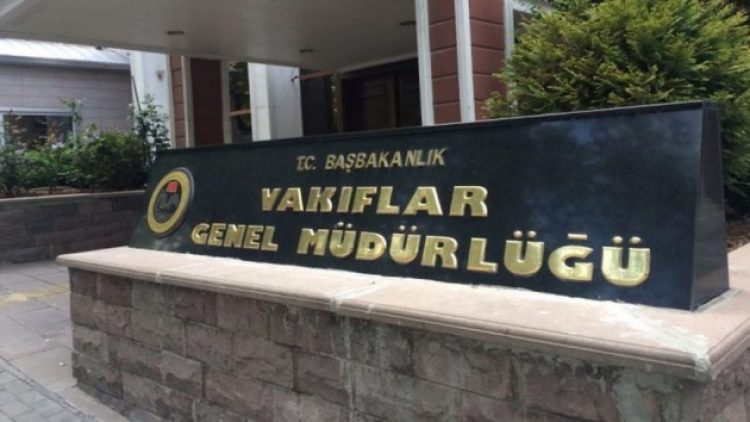 T.C. BAŞBAKANLIK
VAKIFLAR
GENEL MÜDÜRLÜĞÜ